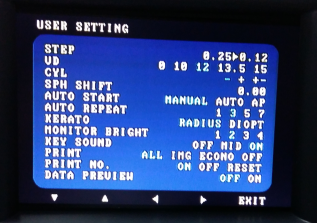 USER SETTING
STEP 0.25▶0.12
VD 0 10 12 13.5 15
CYL - + +-
SPH SHIFT 0.00
AUTO START MANUAL AUTO AP
AUTO REPEAT 1 3 5 7
KERATO RADIUS DIOPT
MONITOR BRIGHT 1 2 3 4
KEY SOUND OFF MID ON
PRINT ALL IMG ECONO OFF
PRINT NO. ON OFF RESET
DATA PREVIEW OFF ON
▼ ▲ ◀ ▶ EXIT